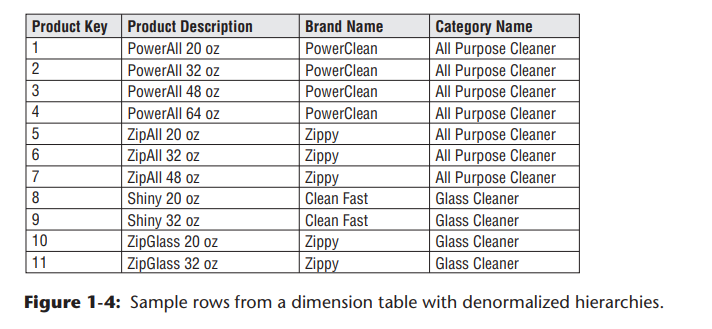 Product Key Product Description Brand Name Category Name
1 PowerAll 20 oz PowerClean All Purpose Cleaner
2 PowerAll 32 oz PowerClean All Purpose Cleaner
3 PowerAll 48 oz PowerClean All Purpose Cleaner
4 PowerAll 64 oz PowerClean All Purpose Cleaner
5 ZipAll 20 oz Zippy All Purpose Cleaner
6 ZipAll 32 oz Zippy All Purpose Cleaner
7 ZipAll 48 oz Zippy All Purpose Cleaner
8 Shiny 20 oz Clean Fast Glass Cleaner
9 Shiny 32 oz Clean Fast Glass Cleaner
10 ZipGlass 20 oz Zippy Glass Cleaner
11 ZipGlass 32 oz Zippy Glass Cleaner
Figure 1-4: Sample rows from a dimension table with denormalized hierarchies.